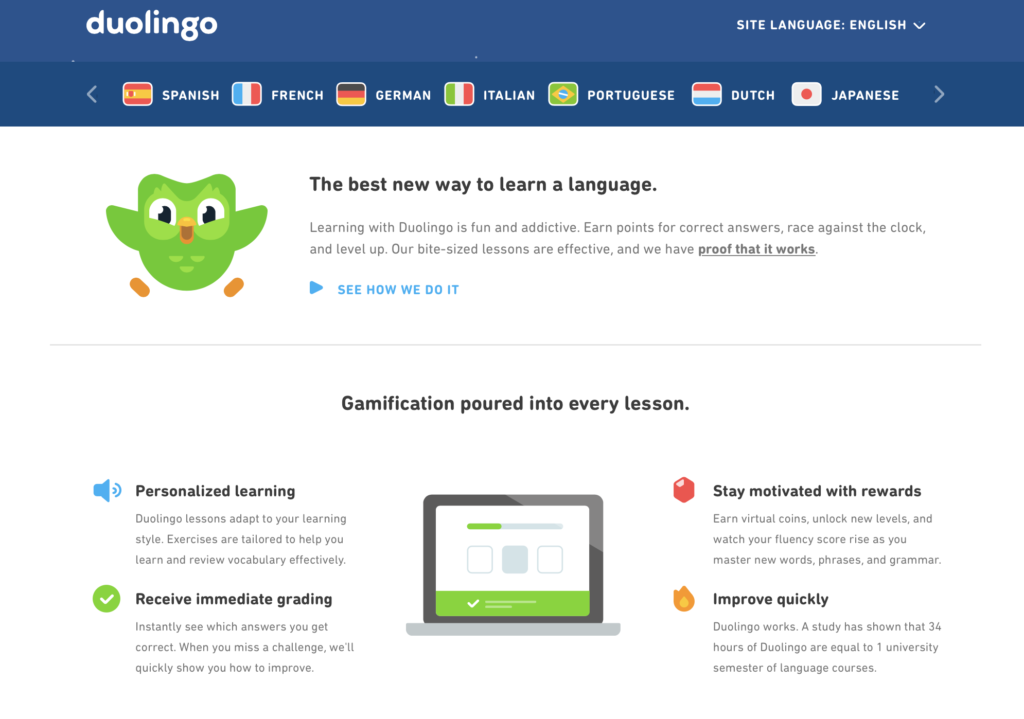 duolingo
SITE LANGUAGE: ENGLISH
SPANISH
FRENCH
GERMAN
ITALIAN
PORTUGUESE
DUTCH
JAPANESE
The best new way to learn a language.
Learning with Duolingo is fun and addictive. Earn points for correct answers, race against the clock,
and level up. Our bite-sized lessons are effective, and we have proof that it works.
SEE HOW WE DO IT
Gamification poured into every lesson.
Personalized learning
Duolingo lessons adapt to your learning
style. Exercises are tailored to help you
learn and review vocabulary effectively.
Receive immediate grading
Instantly see which answers you get
correct. When you miss a challenge, we'll
quickly show you how to improve.
Stay motivated with rewards
Earn virtual coins, unlock new levels, and
watch your fluency score rise as you
master new words, phrases, and grammar.
Improve quickly
Duolingo works. A study has shown that 34
hours of Duolingo are equal to 1 university
semester of language courses.